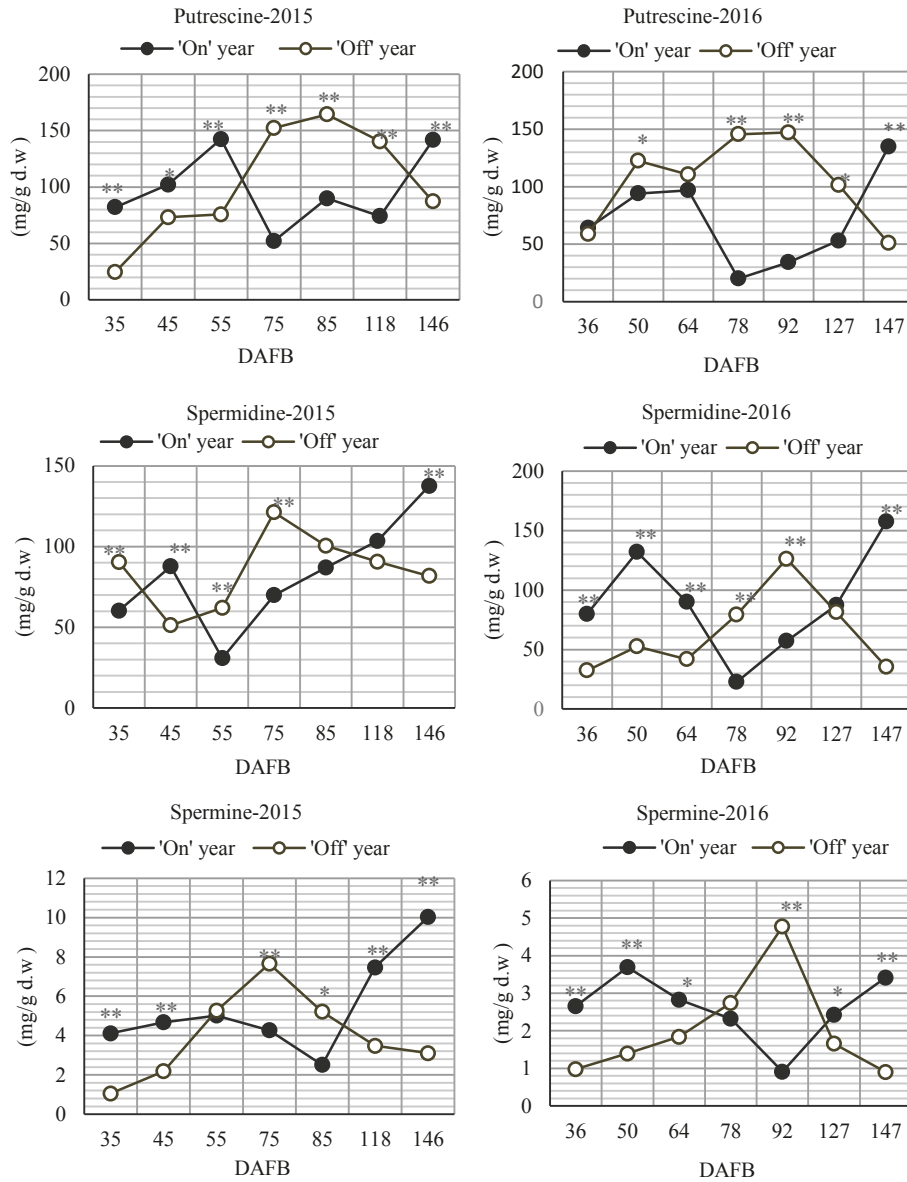 Putrescine-2015
'On' year 'Off' year
(mg/g d.w )
200
150
100
50
0
** * ** ** ** ** **
35 45 55 75 85 118 146
DAFB
Putrescine-2016
'On' year 'Off' year
(mg/g d.w )
200
150
100
50
0
* ** ** * **
36 50 64 78 92 127 147
DAFB
Spermidine-2015
'On' year 'Off' year
(mg/g d.w )
150
100
50
0
** ** ** ** **
35 45 55 75 85 118 146
DAFB
Spermidine-2016
'On' year 'Off' year
(mg/g d.w )
200
150
100
50
0
** ** ** ** ** **
36 50 64 78 92 127 147
DAFB
Spermine-2015
'On' year 'Off' year
(mg/g d.w )
12
10
8
6
4
2
0
** ** ** * ** **
35 45 55 75 85 118 146
DAFB
Spermine-2016
'On' year 'Off' year
(mg/g d.w )
6
5
4
3
2
1
0
** ** * ** * **
36 50 64 78 92 127 147
DAFB